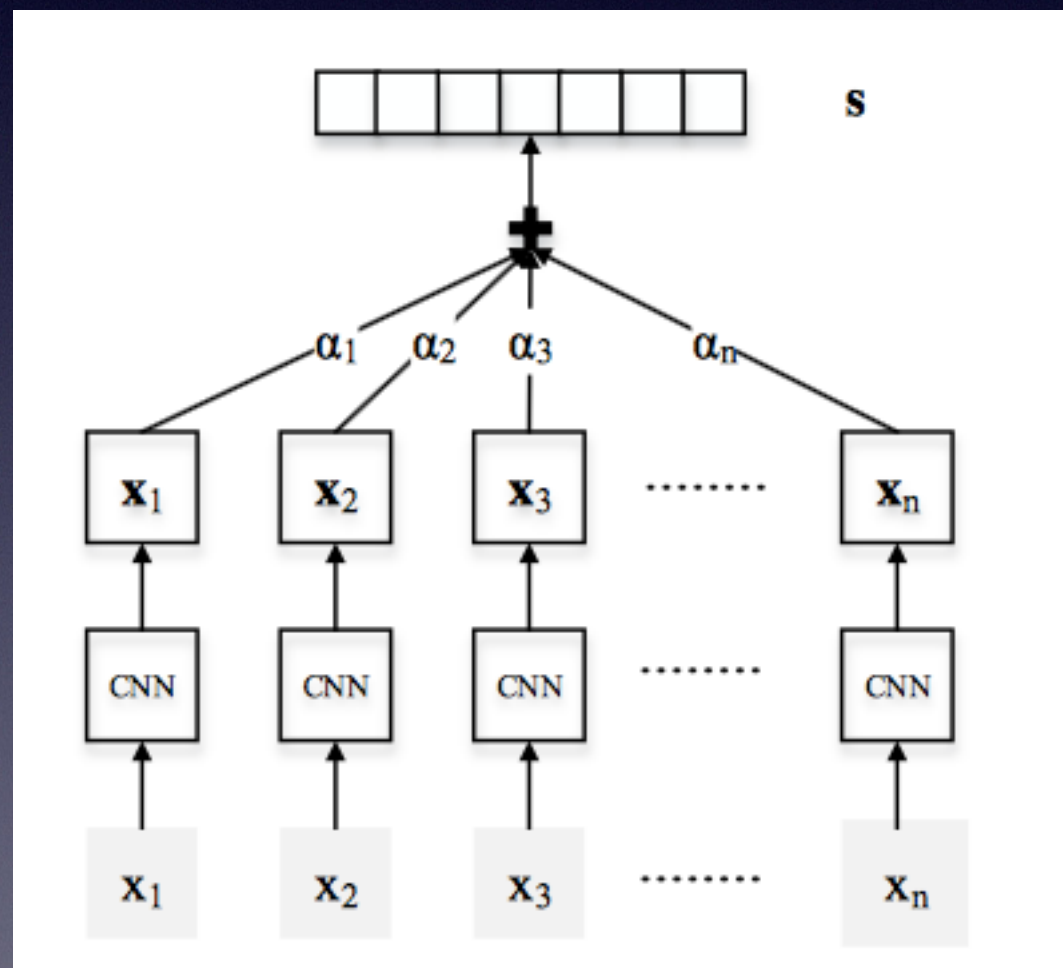 s
α₁ α₂ α₃ αₙ
x₁ x₂ x₃ ········ xₙ
CNN CNN CNN ········ CNN
x₁ x₂ x₃ ········ xₙ